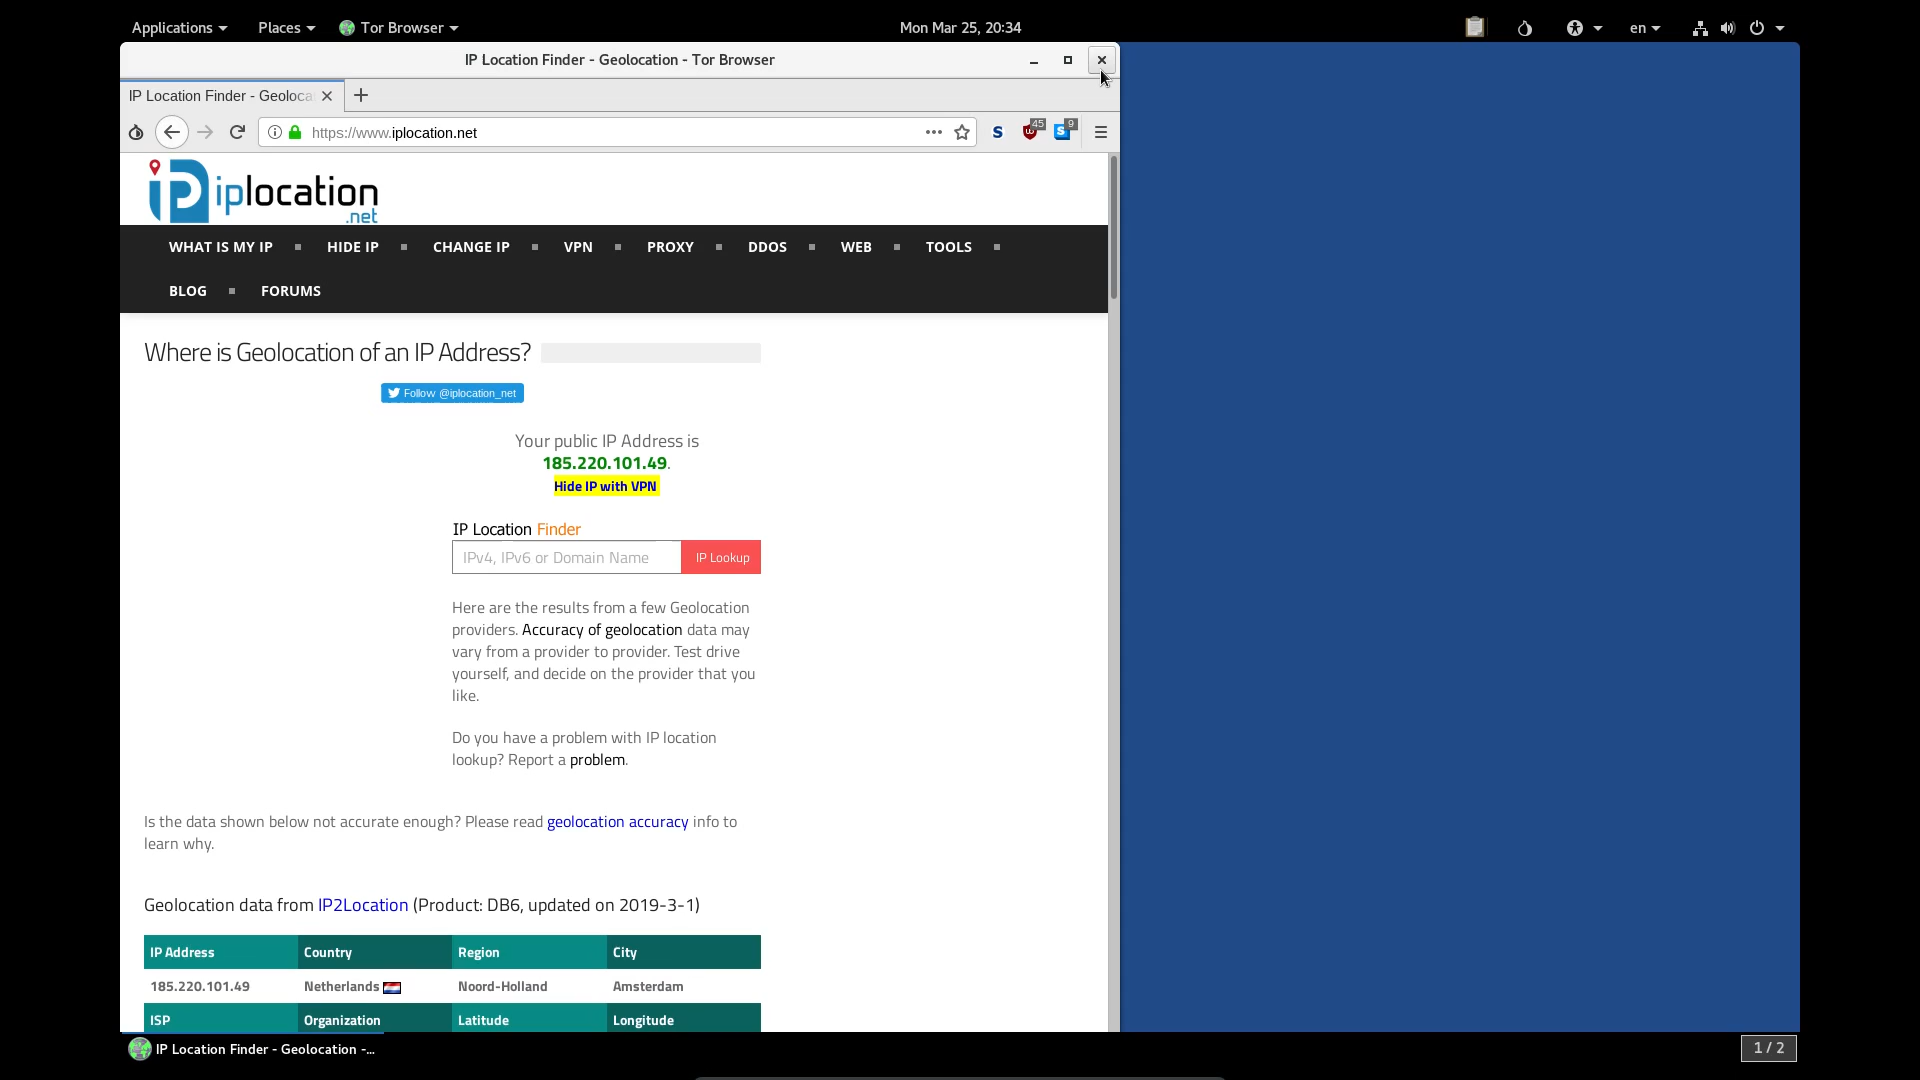 Applications Places Tor Browser Mon Mar 25, 20:34 en
IP Location Finder - Geolocation - Tor Browser
IP Location Finder - Geoloca
https://www.iplocation.net ••• S 45 S 9
iplocation
.net
WHAT IS MY IP HIDE IP CHANGE IP VPN PROXY DDOS WEB TOOLS
BLOG FORUMS
Where is Geolocation of an IP Address?
Follow @iplocation_net
Your public IP Address is
185.220.101.49.
Hide IP with VPN
IP Location Finder
IPv4, IPv6 or Domain Name IP Lookup
Here are the results from a few Geolocation
providers. Accuracy of geolocation data may
vary from a provider to provider. Test drive
yourself, and decide on the provider that you
like.
Do you have a problem with IP location
lookup? Report a problem.
Is the data shown below not accurate enough? Please read geolocation accuracy info to
learn why.
Geolocation data from IP2Location (Product: DB6, updated on 2019-3-1)
IP Address Country Region City
185.220.101.49 Netherlands Noord-Holland Amsterdam
ISP Organization Latitude Longitude
IP Location Finder - Geolocation -... 1 / 2